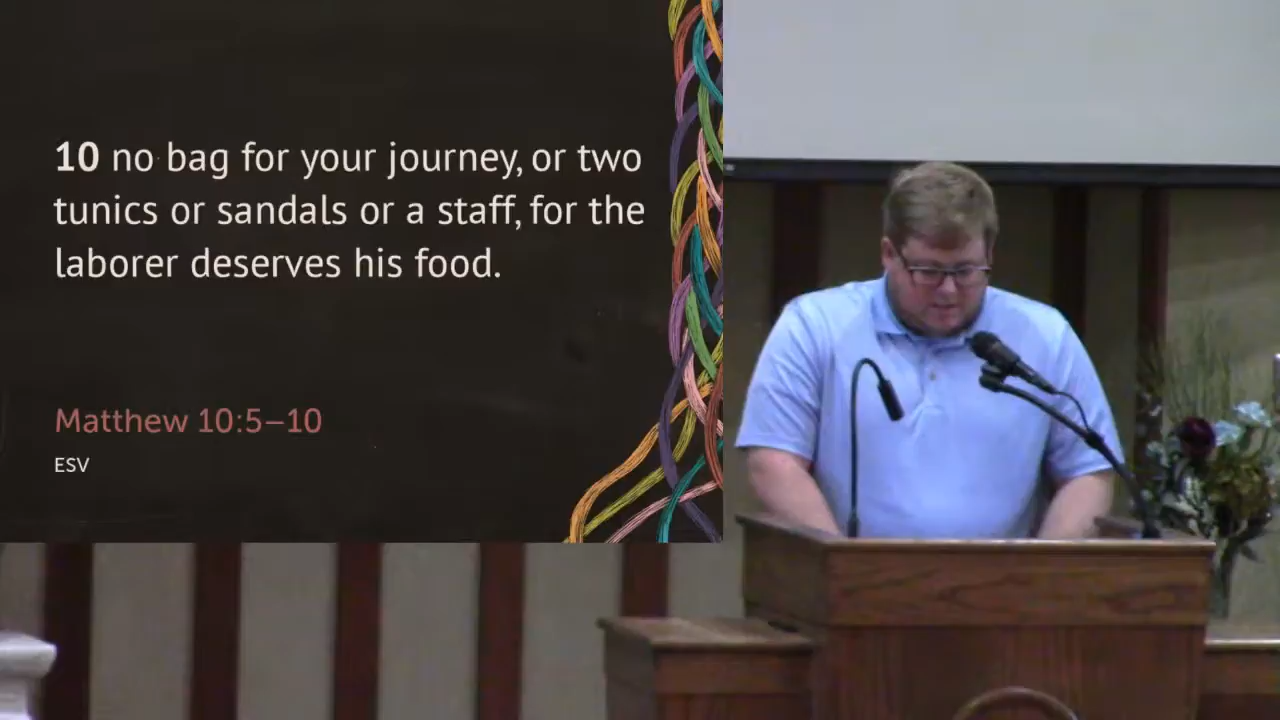 10 no bag for your journey, or two
tunics or sandals or a staff, for the
laborer deserves his food.
Matthew 10:5–10
ESV